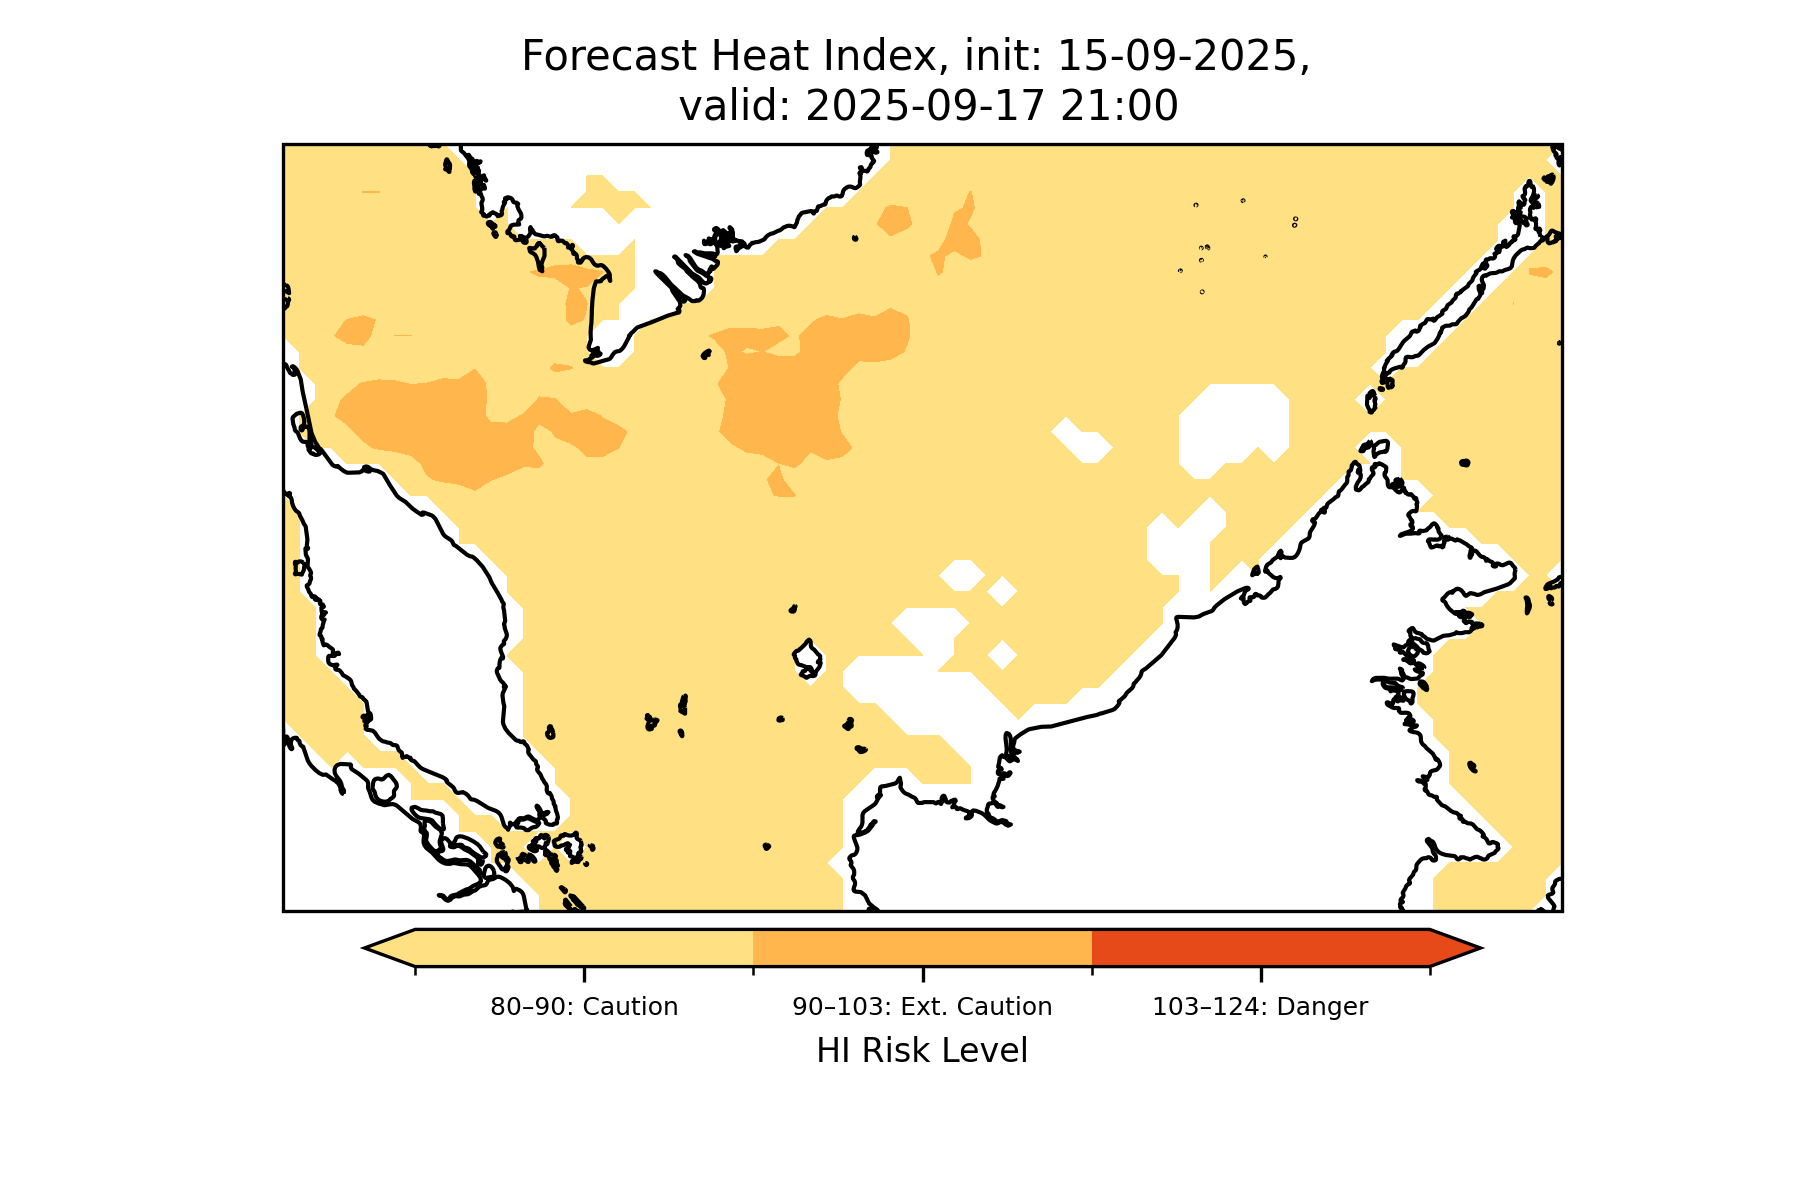 Forecast Heat Index, init: 15-09-2025,
valid: 2025-09-17 21:00
80–90: Caution
90–103: Ext. Caution
103–124: Danger
HI Risk Level